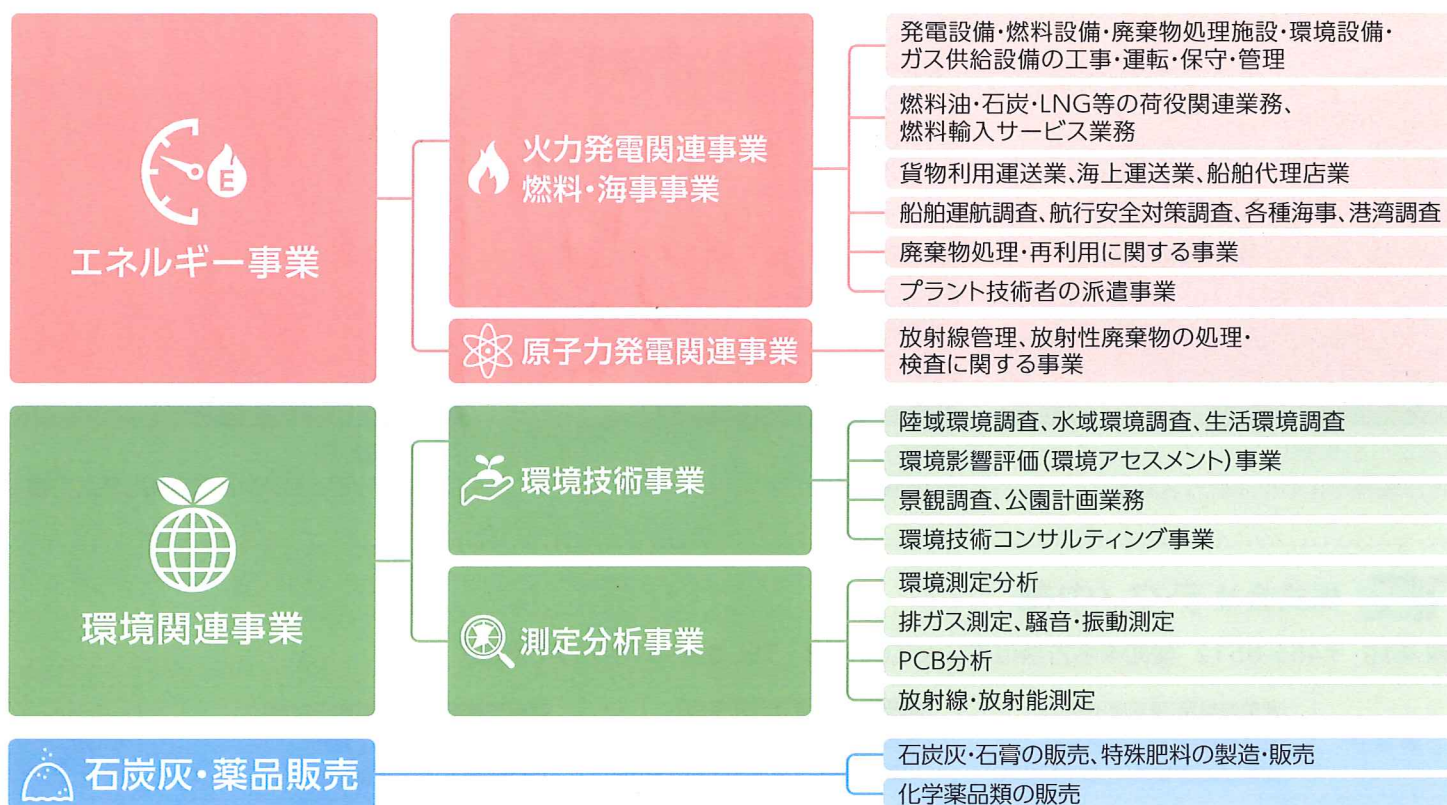 エネルギー事業
火力発電関連事業
燃料・海事事業
発電設備・燃料設備・廃棄物処理施設・環境設備・
ガス供給設備の工事・運転・保守・管理
燃料油・石炭・LNG等の荷役関連業務、
燃料輸入サービス業務
貨物利用運送業、海上運送業、船舶代理店業
船舶運航調査、航行安全対策調査、各種海事、港湾調査
廃棄物処理・再利用に関する事業
プラント技術者の派遣事業
原子力発電関連事業
放射線管理、放射性廃棄物の処理・
検査に関する事業
環境関連事業
環境技術事業
陸域環境調査、水域環境調査、生活環境調査
環境影響評価(環境アセスメント)事業
景観調査、公園計画業務
環境技術コンサルティング事業
測定分析事業
環境測定分析
排ガス測定、騒音・振動測定
PCB分析
放射線・放射能測定
石炭灰・薬品販売
石炭灰・石膏の販売、特殊肥料の製造・販売
化学薬品類の販売
E